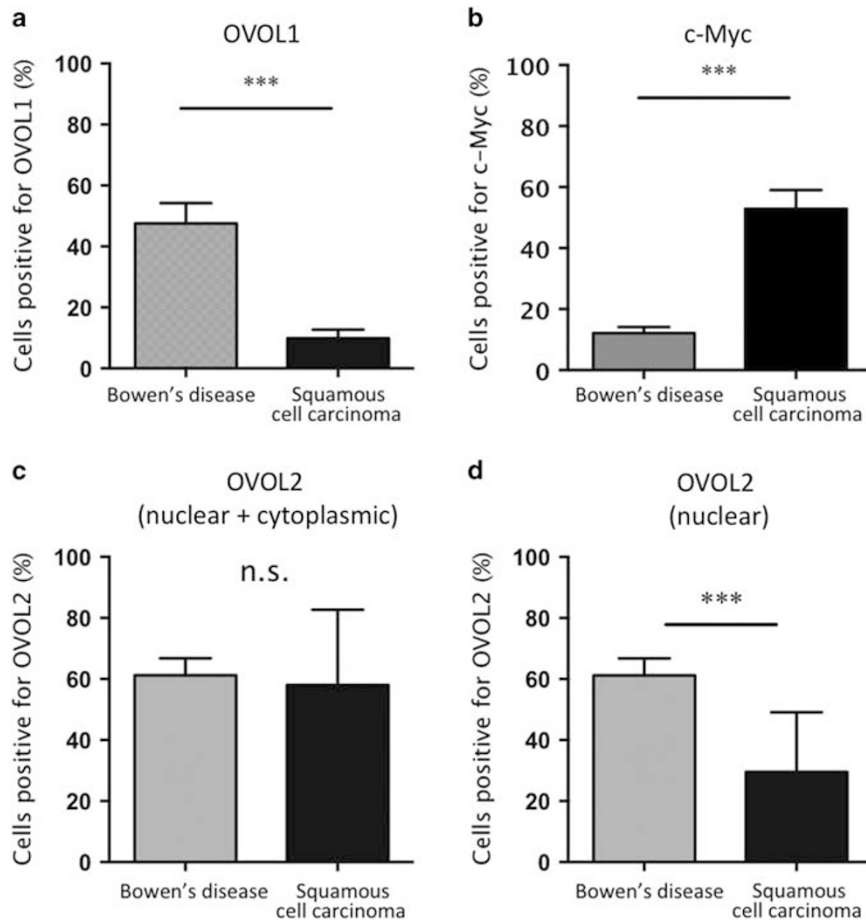 a
OVOL1
Cells positive for OVOL1 (%)
100
80
60
40
20
0
***
Bowen's disease
Squamous
cell carcinoma
b
c-Myc
Cells positive for c-Myc (%)
100
80
60
40
20
0
***
Bowen's disease
Squamous
cell carcinoma
c
OVOL2
(nuclear + cytoplasmic)
Cells positive for OVOL2 (%)
100
80
60
40
20
0
n.s.
Bowen's disease
Squamous
cell carcinoma
d
OVOL2
(nuclear)
Cells positive for OVOL2 (%)
100
80
60
40
20
0
***
Bowen's disease
Squamous
cell carcinoma